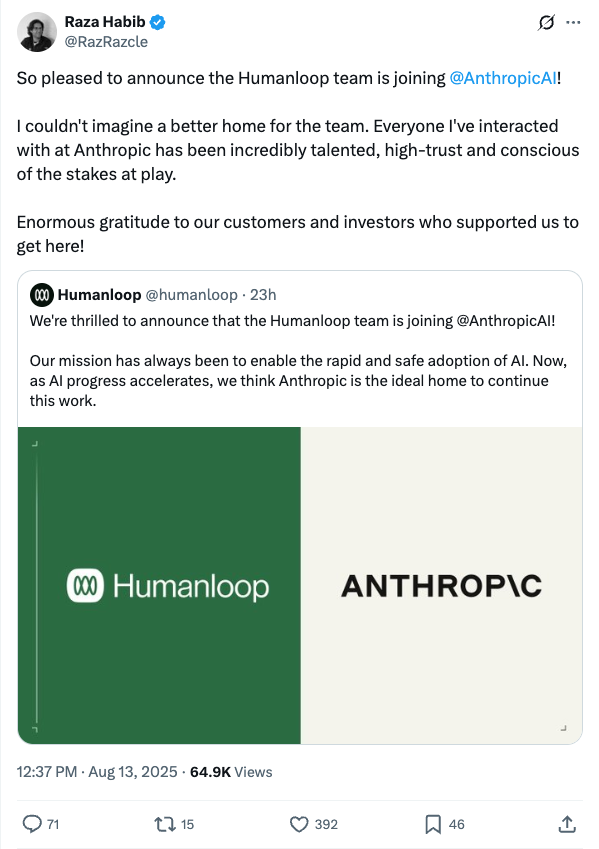 Raza Habib
@RazRazcle
So pleased to announce the Humanloop team is joining @AnthropicAI!
I couldn't imagine a better home for the team. Everyone I've interacted
with at Anthropic has been incredibly talented, high-trust and conscious
of the stakes at play.
Enormous gratitude to our customers and investors who supported us to
get here!
Humanloop @humanloop · 23h
We're thrilled to announce that the Humanloop team is joining @AnthropicAI!
Our mission has always been to enable the rapid and safe adoption of AI. Now,
as AI progress accelerates, we think Anthropic is the ideal home to continue
this work.
Humanloop
ANTHROP\C
12:37 PM · Aug 13, 2025 · 64.9K Views
71 15 392 46